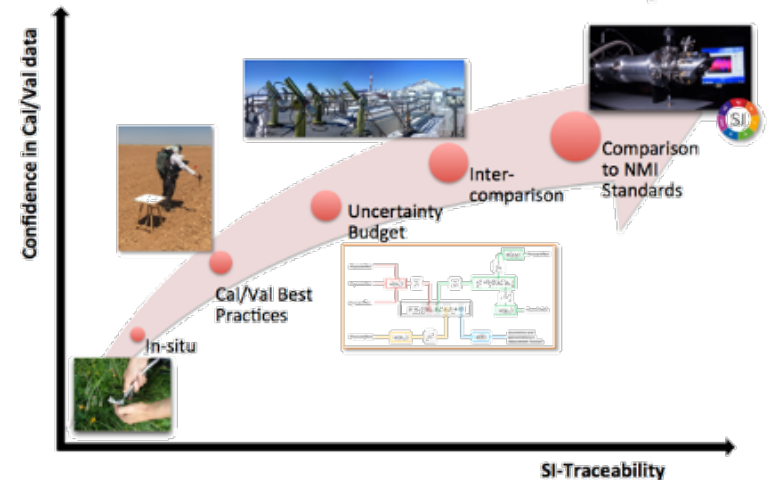 Confidence in Cal/Val data
SI
Comparison
to NMI
Standards
Inter-
comparison
Uncertainty
Budget
Cal/Val Best
Practices
In-situ
SI-Traceability